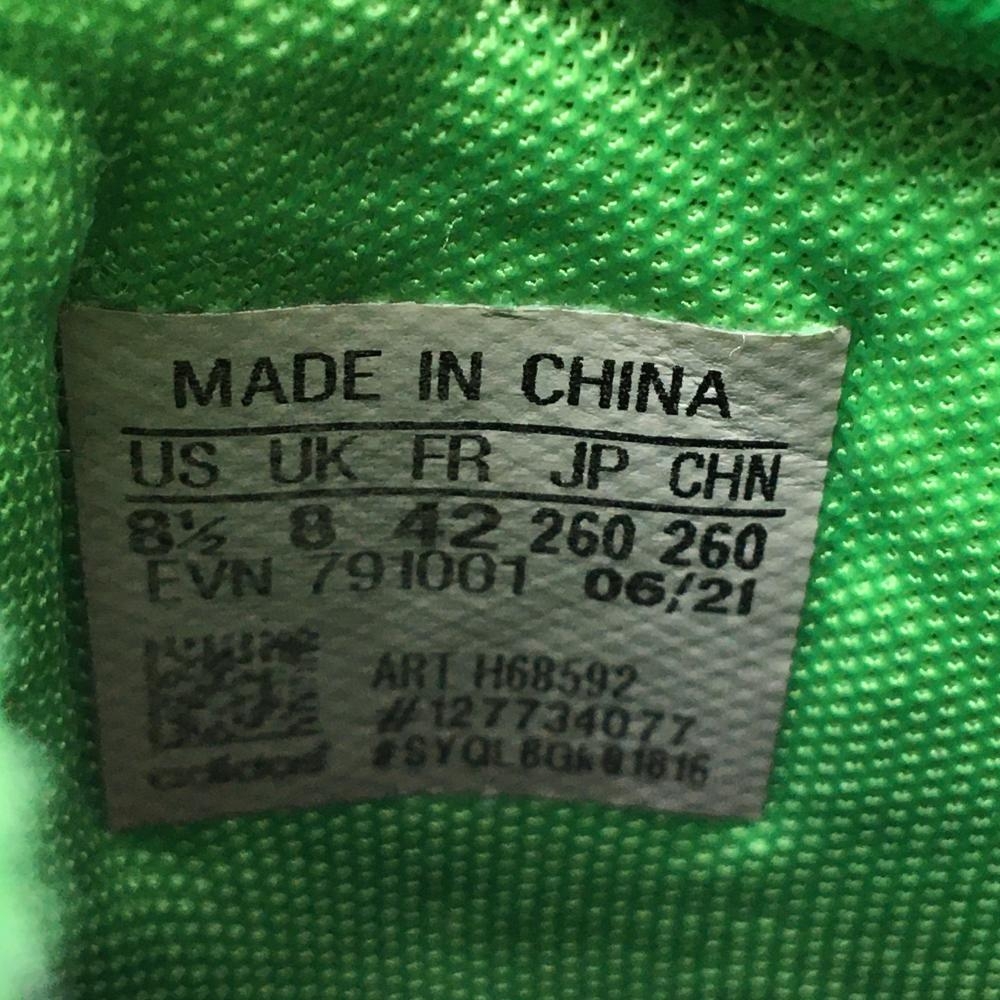 MADE IN CHINA
US UK FR JP CHN
8½ 8 42 260 260
EVN 791001 06/21
ART H68592
#127734077
adidas